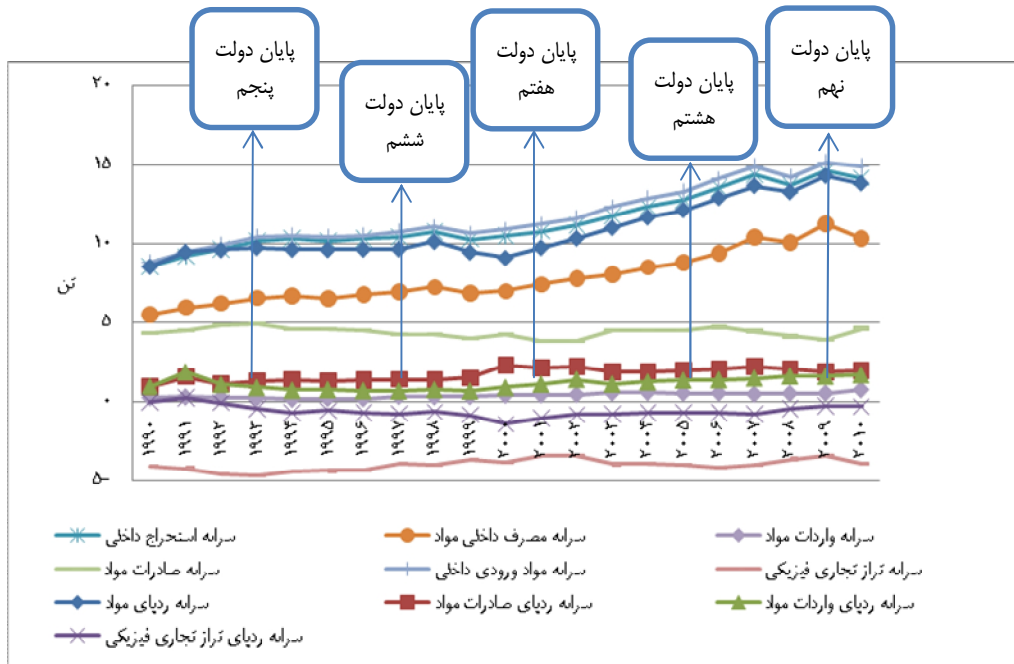 پایان دولت
پنجم
پایان دولت
ششم
پایان دولت
هفتم
پایان دولت
هشتم
پایان دولت
نهم
۲۰
۱۵
۱۰
۵
۰
-۵
تن
۱۹۹۰
۱۹۹۱
۱۹۹۲
۱۹۹۳
۱۹۹۴
۱۹۹۵
۱۹۹۶
۱۹۹۷
۱۹۹۸
۱۹۹۹
۲۰۰۰
۲۰۰۱
۲۰۰۲
۲۰۰۳
۲۰۰۴
۲۰۰۵
۲۰۰۶
۲۰۰۷
۲۰۰۸
۲۰۰۹
۲۰۱۰
سرانه استخراج داخلی
سرانه مصرف داخلی مواد
سرانه واردات مواد
سرانه صادرات مواد
سرانه مواد ورودی داخلی
سرانه تراز تجاری فیزیکی
سرانه ردپای مواد
سرانه ردپای صادرات مواد
سرانه ردپای واردات مواد
سرانه ردپای تراز تجاری فیزیکی